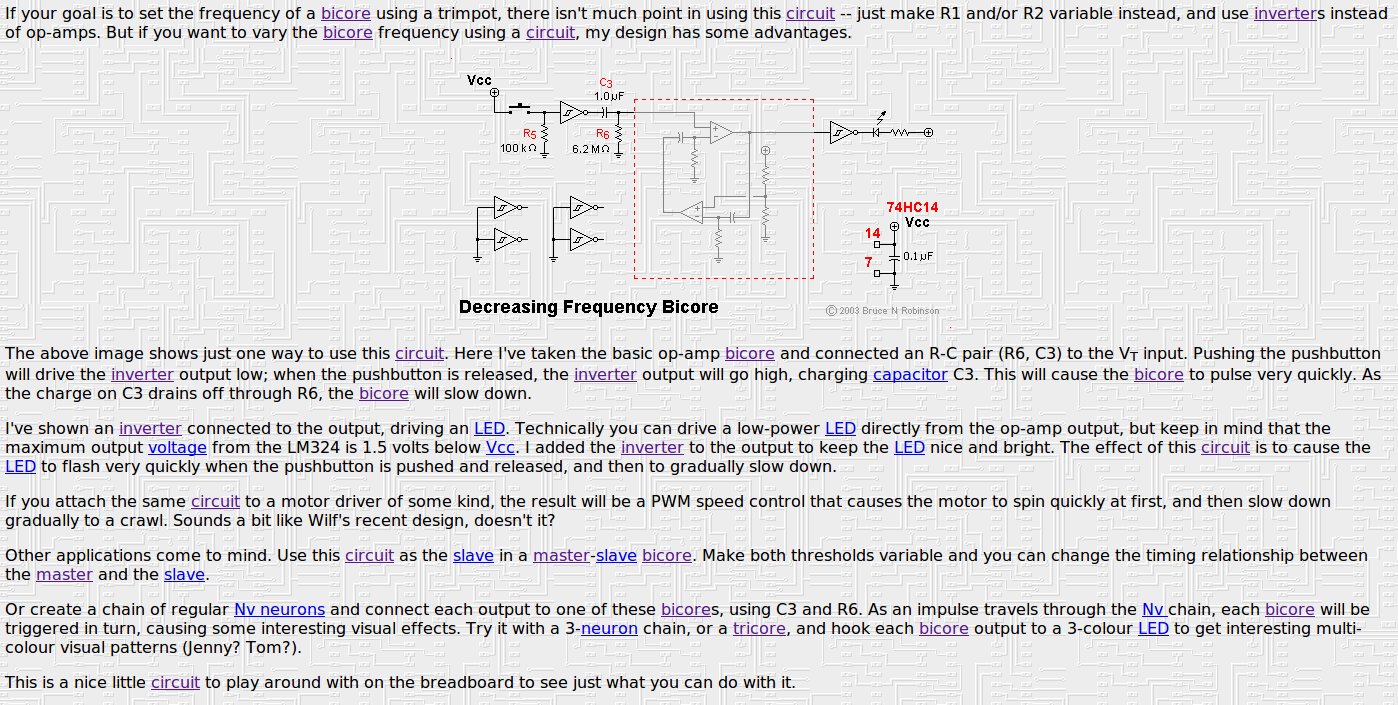 If your goal is to set the frequency of a bicore using a trimpot, there isn't much point in using this circuit -- just make R1 and/or R2 variable instead, and use inverters instead
of op-amps. But if you want to vary the bicore frequency using a circuit, my design has some advantages.
Vcc
C3
1.0µF
R5
100 kΩ
R6
6.2 MΩ
+
−
+
−
74HC14
Vcc
14
7
0.1 µF
Decreasing Frequency Bicore
© 2003 Bruce N Robinson
The above image shows just one way to use this circuit. Here I've taken the basic op-amp bicore and connected an R-C pair (R6, C3) to the VT input. Pushing the pushbutton
will drive the inverter output low; when the pushbutton is released, the inverter output will go high, charging capacitor C3. This will cause the bicore to pulse very quickly. As
the charge on C3 drains off through R6, the bicore will slow down.
I've shown an inverter connected to the output, driving an LED. Technically you can drive a low-power LED directly from the op-amp output, but keep in mind that the
maximum output voltage from the LM324 is 1.5 volts below Vcc. I added the inverter to the output to keep the LED nice and bright. The effect of this circuit is to cause the
LED to flash very quickly when the pushbutton is pushed and released, and then to gradually slow down.
If you attach the same circuit to a motor driver of some kind, the result will be a PWM speed control that causes the motor to spin quickly at first, and then slow down
gradually to a crawl. Sounds a bit like Wilf's recent design, doesn't it?
Other applications come to mind. Use this circuit as the slave in a master-slave bicore. Make both thresholds variable and you can change the timing relationship between
the master and the slave.
Or create a chain of regular Nv neurons and connect each output to one of these bicores, using C3 and R6. As an impulse travels through the Nv chain, each bicore will be
triggered in turn, causing some interesting visual effects. Try it with a 3-neuron chain, or a tricore, and hook each bicore output to a 3-colour LED to get interesting multi-
colour visual patterns (Jenny? Tom?).
This is a nice little circuit to play around with on the breadboard to see just what you can do with it.